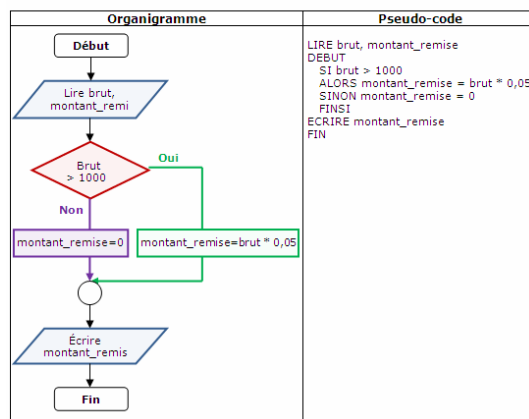 Organigramme
Début
Lire brut,
montant_remi
Brut
> 1000
Oui
Non
montant_remise=0
montant_remise=brut * 0,05
Écrire
montant_remis
Fin
Pseudo-code
LIRE brut, montant_remise
DEBUT
SI brut > 1000
ALORS montant_remise = brut * 0,05
SINON montant_remise = 0
FINSI
ECRIRE montant_remise
FIN